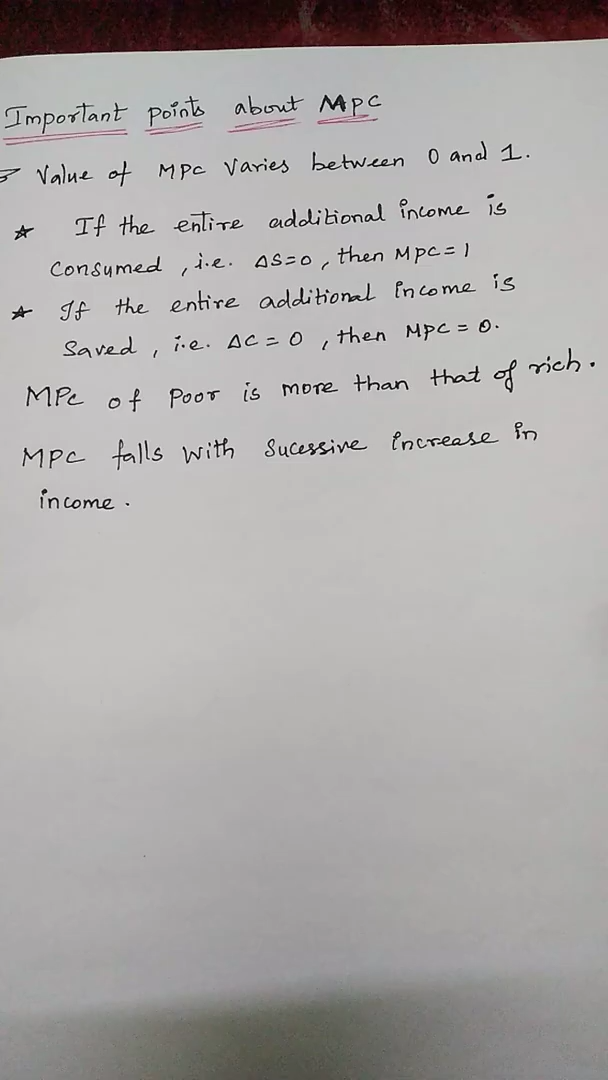 Important points about MPC
Value of MPC varies between 0 and 1.
☆ If the entire additional income is
consumed, i.e. ΔS=0, then MPC=1
☆ If the entire additional income is
saved, i.e. ΔC = 0, then MPC = 0.
MPC of poor is more than that of rich.
MPC falls with sucessive increase in
income.